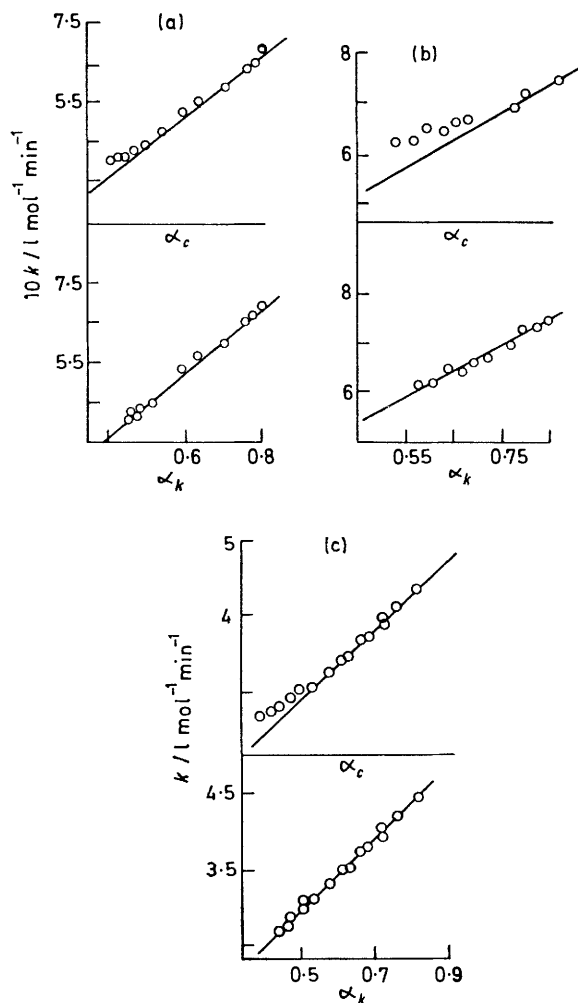 (a)
7·5
5·5
α_c
7·5
5·5
0·6 0·8
α_k
10 k / l mol⁻¹ min⁻¹
(b)
8
6
α_c
8
6
0·55 0·75
α_k
(c)
5
4
α_c
4·5
3·5
0·5 0·7 0·9
α_k
k / l mol⁻¹ min⁻¹